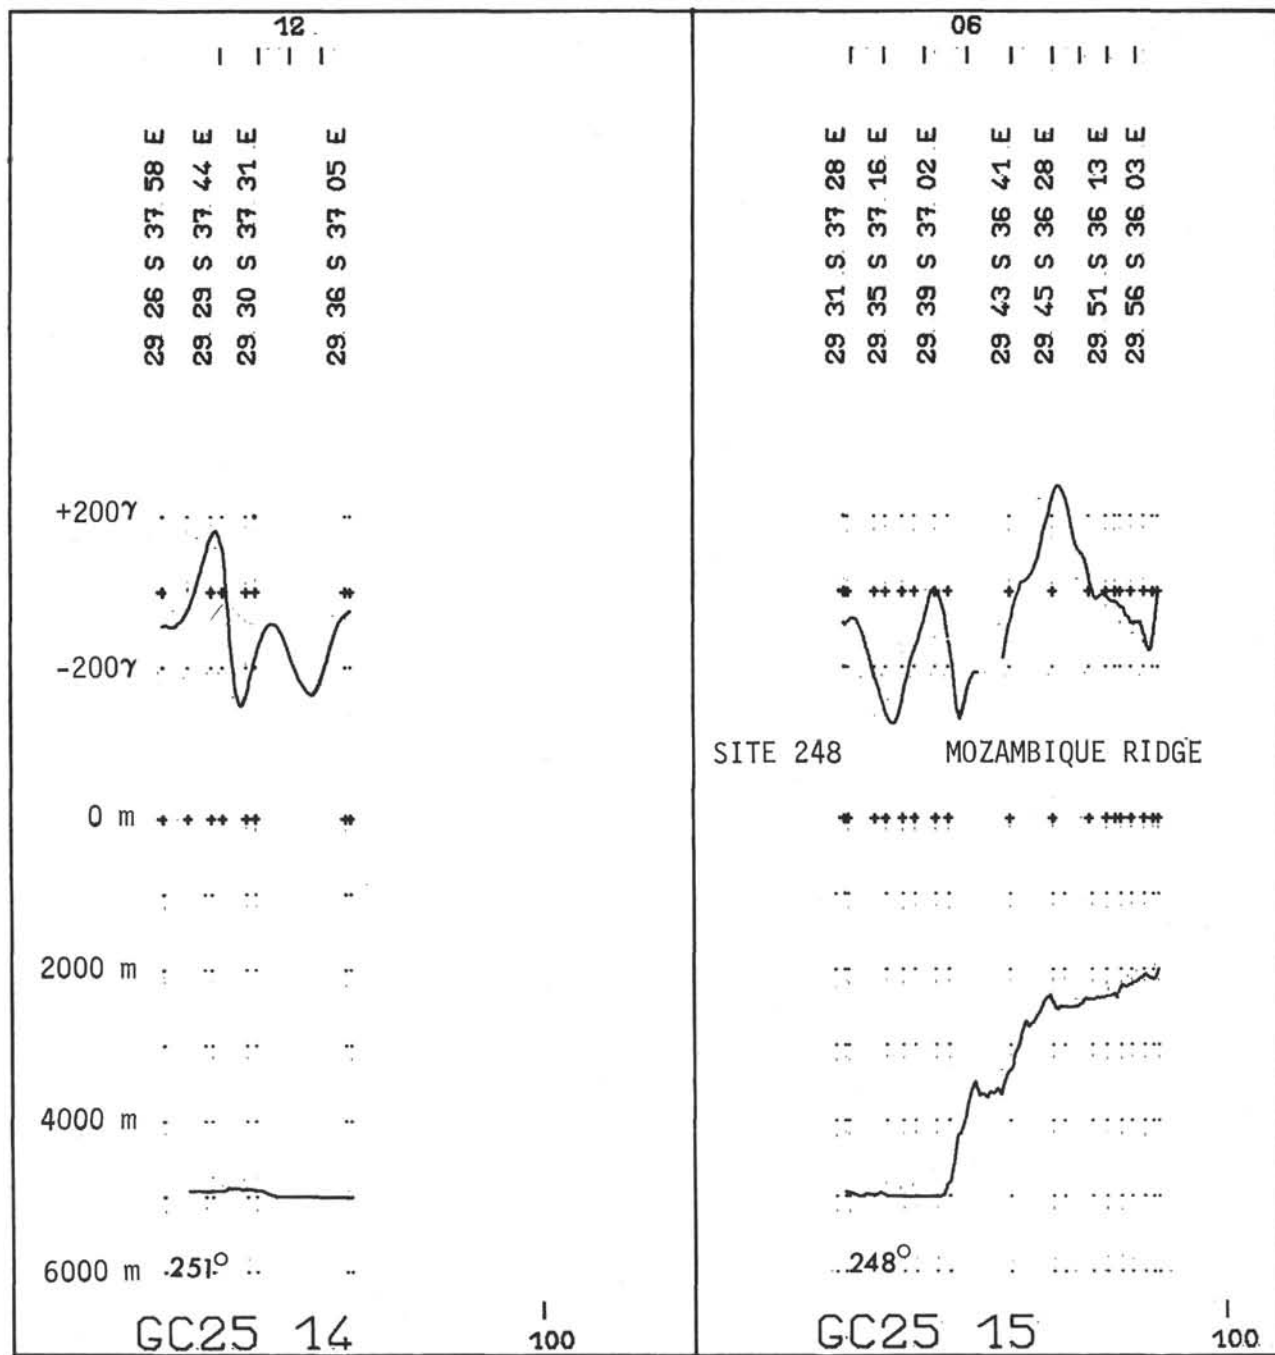 12
29 26 S 37 58 E
29 29 S 37 44 E
29 30 S 37 31 E
29 36 S 37 05 E
+200γ
-200γ
0 m
2000 m
4000 m
6000 m
251°
GC25 14
100
06
29 31 S 37 28 E
29 35 S 37 16 E
29 39 S 37 02 E
29 43 S 36 41 E
29 45 S 36 28 E
29 51 S 36 13 E
29 56 S 36 03 E
SITE 248 MOZAMBIQUE RIDGE
248°
GC25 15
100